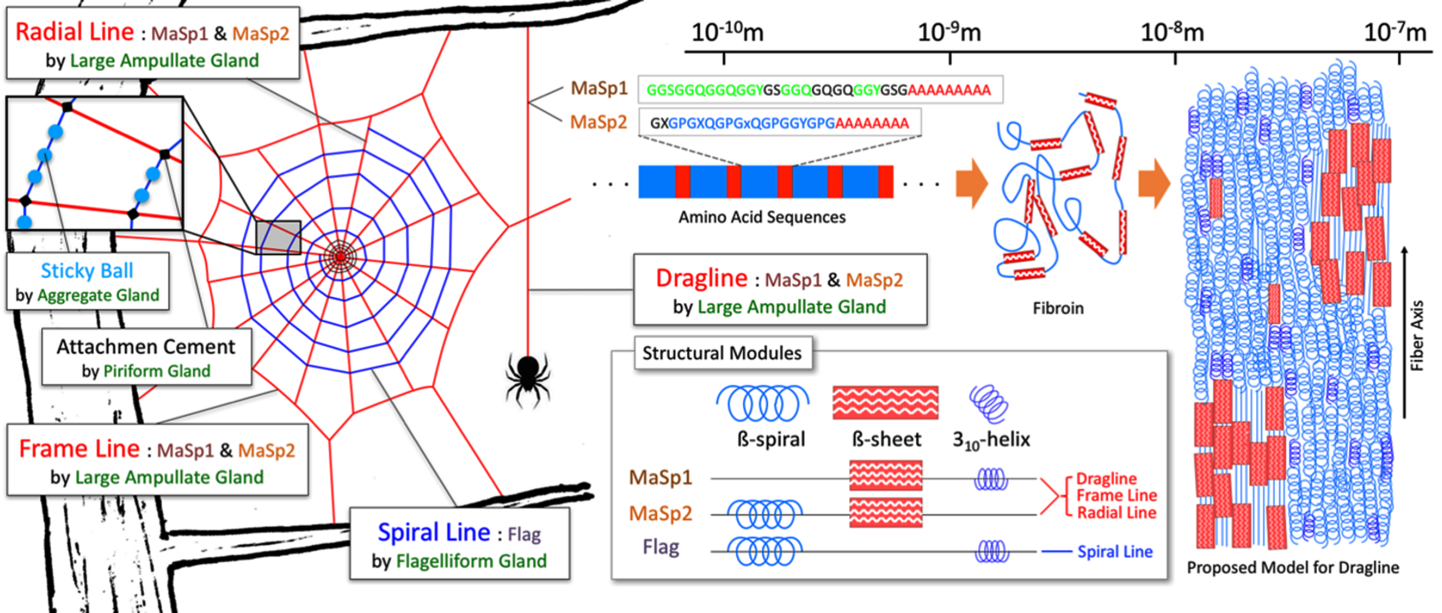 Radial Line : MaSp1 & MaSp2
by Large Ampullate Gland
Sticky Ball
by Aggregate Gland
Attachmen Cement
by Piriform Gland
Frame Line : MaSp1 & MaSp2
by Large Ampullate Gland
Spiral Line : Flag
by Flagelliform Gland
10-10m
10-9m
10-8m
10-7m
MaSp1
GGSGGQGGQGGYGSGGQGQGQGGYGSGAAAAAAAAA
MaSp2
GXGPGXQGPGxQGPGGYGPGAAAAAAAA
. . .
. . .
Amino Acid Sequences
Fibroin
Dragline : MaSp1 & MaSp2
by Large Ampullate Gland
Structural Modules
ß-spiral
ß-sheet
310-helix
MaSp1
MaSp2
Flag
Dragline
Frame Line
Radial Line
Spiral Line
Fiber Axis
Proposed Model for Dragline